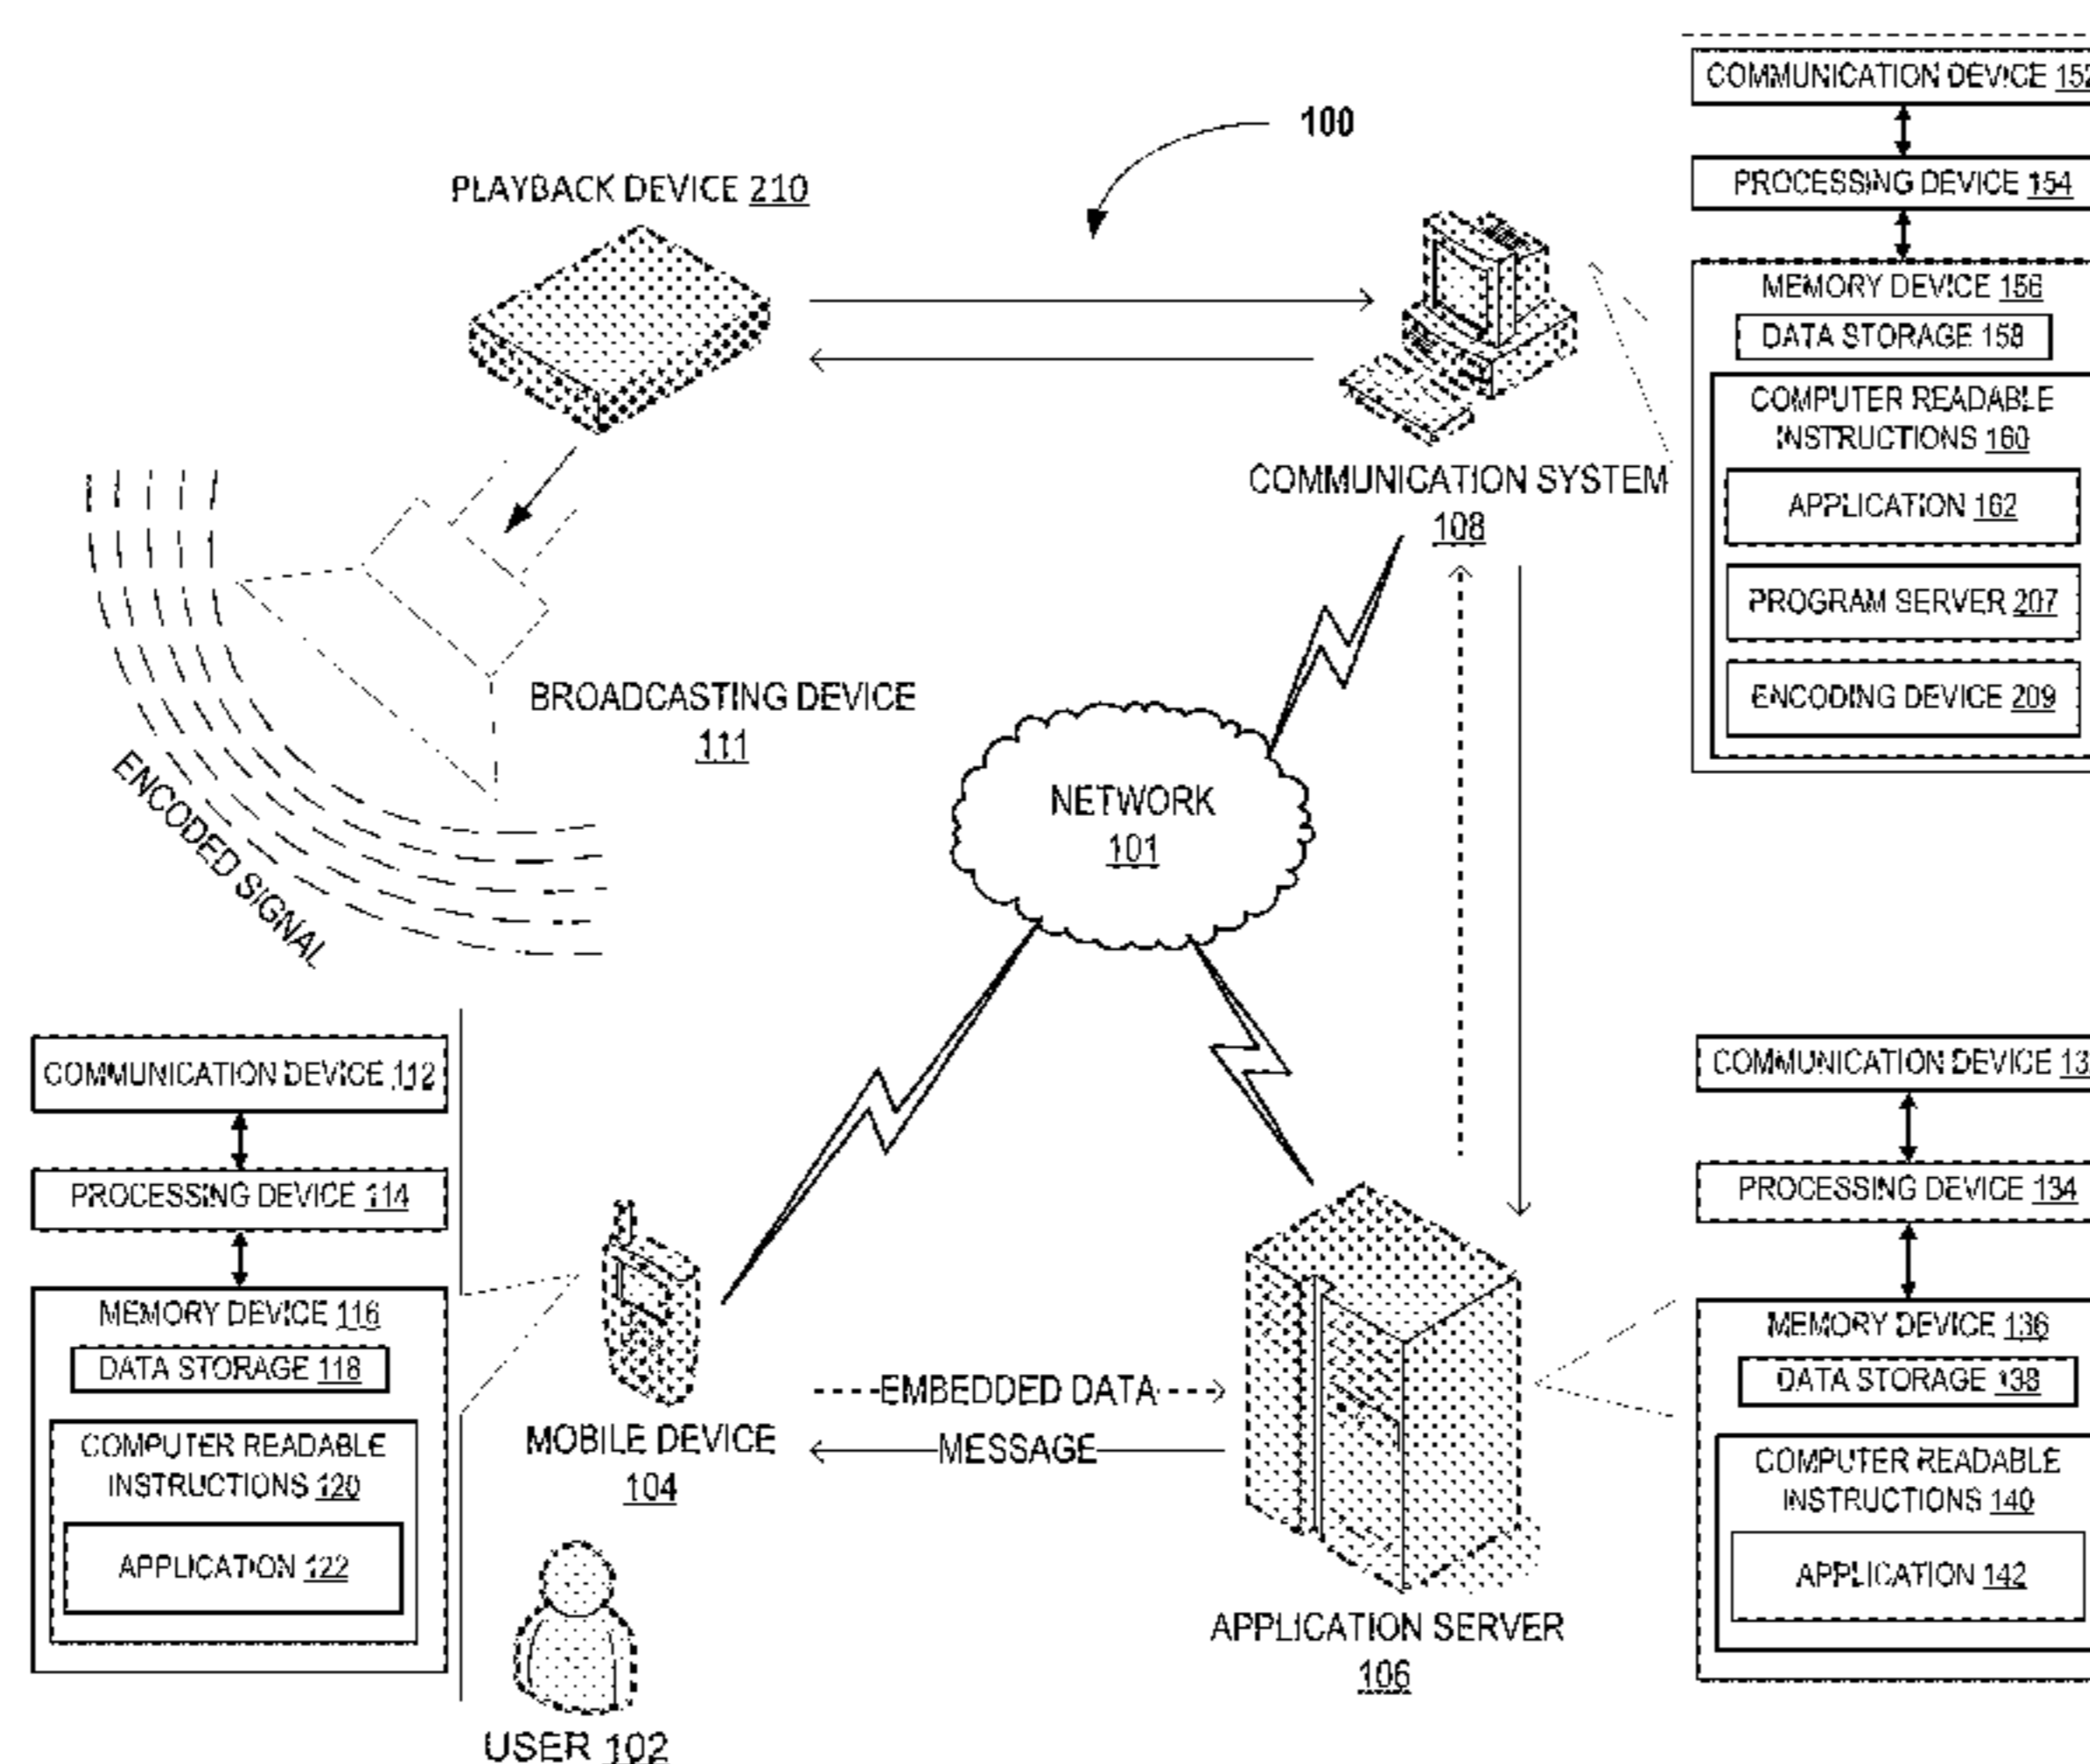 100
PLAYBACK DEVICE 210
COMMUNICATION SYSTEM
108
COMMUNICATION DEVICE 152
PROCESSING DEVICE 154
MEMORY DEVICE 156
DATA STORAGE 158
COMPUTER READABLE
INSTRUCTIONS 160
APPLICATION 162
PROGRAM SERVER 207
ENCODING DEVICE 209
BROADCASTING DEVICE
111
ENCODED SIGNAL
NETWORK
101
COMMUNICATION DEVICE 112
PROCESSING DEVICE 114
MEMORY DEVICE 116
DATA STORAGE 118
COMPUTER READABLE
INSTRUCTIONS 120
APPLICATION 122
MOBILE DEVICE
104
USER 102
EMBEDDED DATA
MESSAGE
APPLICATION SERVER
106
COMMUNICATION DEVICE
PROCESSING DEVICE 134
MEMORY DEVICE 136
DATA STORAGE 138
COMPUTER READABLE
INSTRUCTIONS 140
APPLICATION 142